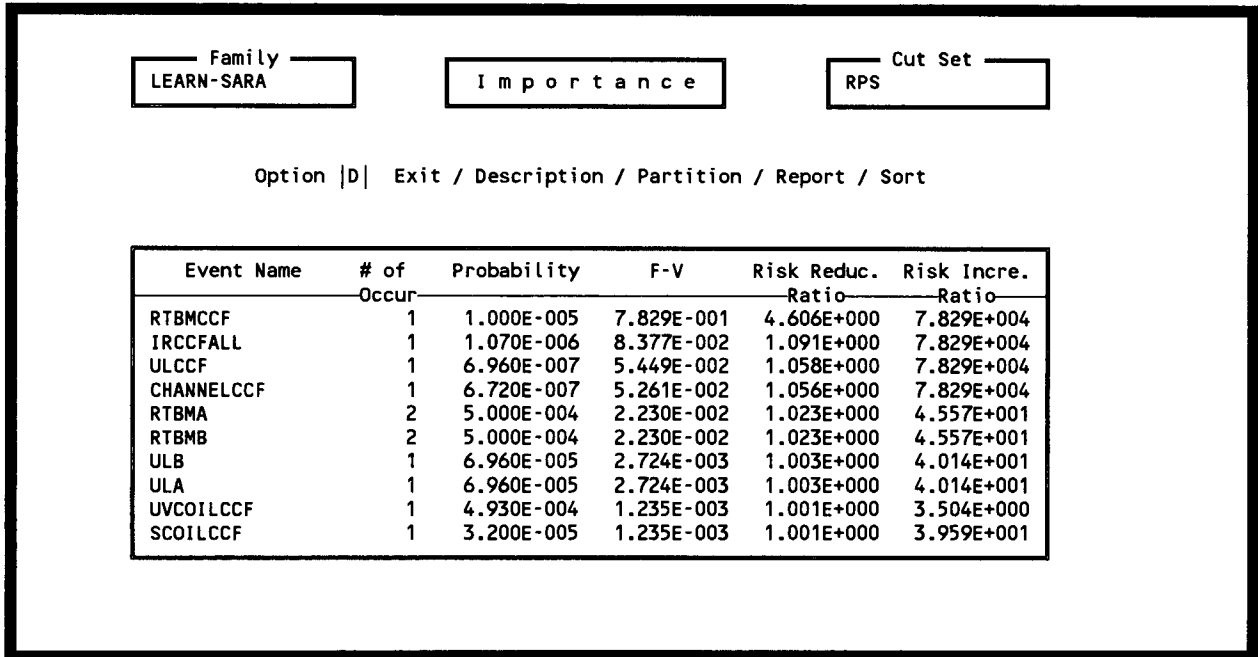 Family
LEARN-SARA
Importance
Cut Set
RPS
Option |D| Exit / Description / Partition / Report / Sort
Event Name # of Probability F-V Risk Reduc. Risk Incre.
Occur Ratio Ratio
RTBMCCF 1 1.000E-005 7.829E-001 4.606E+000 7.829E+004
IRCCFALL 1 1.070E-006 8.377E-002 1.091E+000 7.829E+004
ULCCF 1 6.960E-007 5.449E-002 1.058E+000 7.829E+004
CHANNELCCF 1 6.720E-007 5.261E-002 1.056E+000 7.829E+004
RTBMA 2 5.000E-004 2.230E-002 1.023E+000 4.557E+001
RTBMB 2 5.000E-004 2.230E-002 1.023E+000 4.557E+001
ULB 1 6.960E-005 2.724E-003 1.003E+000 4.014E+001
ULA 1 6.960E-005 2.724E-003 1.003E+000 4.014E+001
UVCOILCCF 1 4.930E-004 1.235E-003 1.001E+000 3.504E+000
SCOILCCF 1 3.200E-005 1.235E-003 1.001E+000 3.959E+001